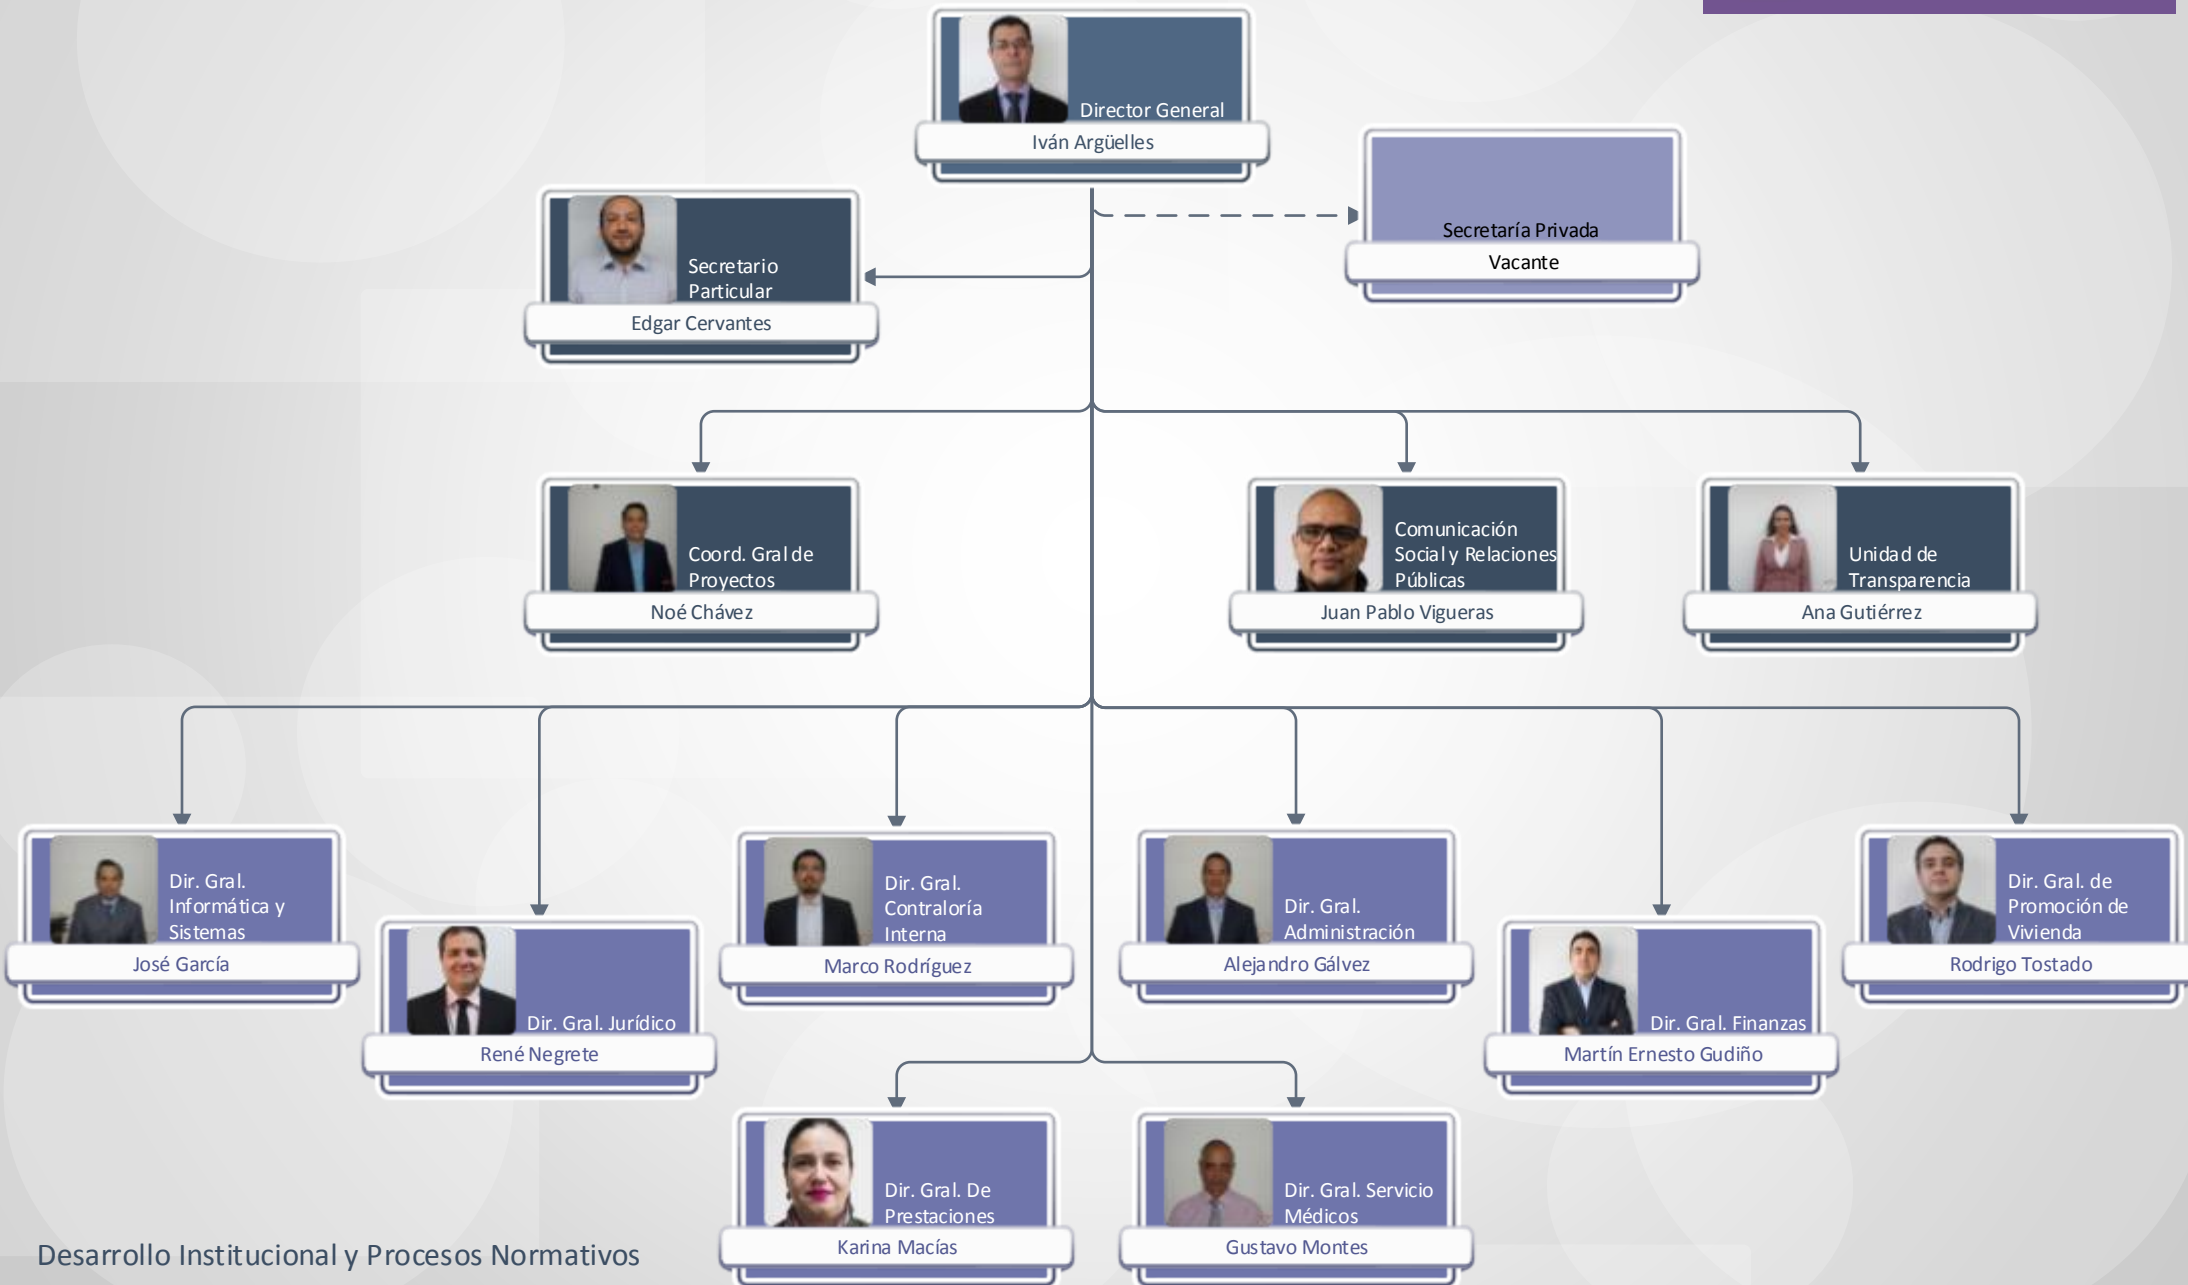 Director General
Iván Argüelles
Secretaría Privada
Vacante
Secretario
Particular
Edgar Cervantes
Coord. Gral de
Proyectos
Noé Chávez
Comunicación
Social y Relaciones
Públicas
Juan Pablo Vigueras
Unidad de
Transparencia
Ana Gutiérrez
Dir. Gral.
Informática y
Sistemas
José García
Dir. Gral. Jurídico
René Negrete
Dir. Gral.
Contraloría
Interna
Marco Rodríguez
Dir. Gral.
Administración
Alejandro Gálvez
Dir. Gral. Finanzas
Martín Ernesto Gudiño
Dir. Gral. de
Promoción de
Vivienda
Rodrigo Tostado
Dir. Gral. De
Prestaciones
Karina Macías
Dir. Gral. Servicio
Médicos
Gustavo Montes
Desarrollo Institucional y Procesos Normativos